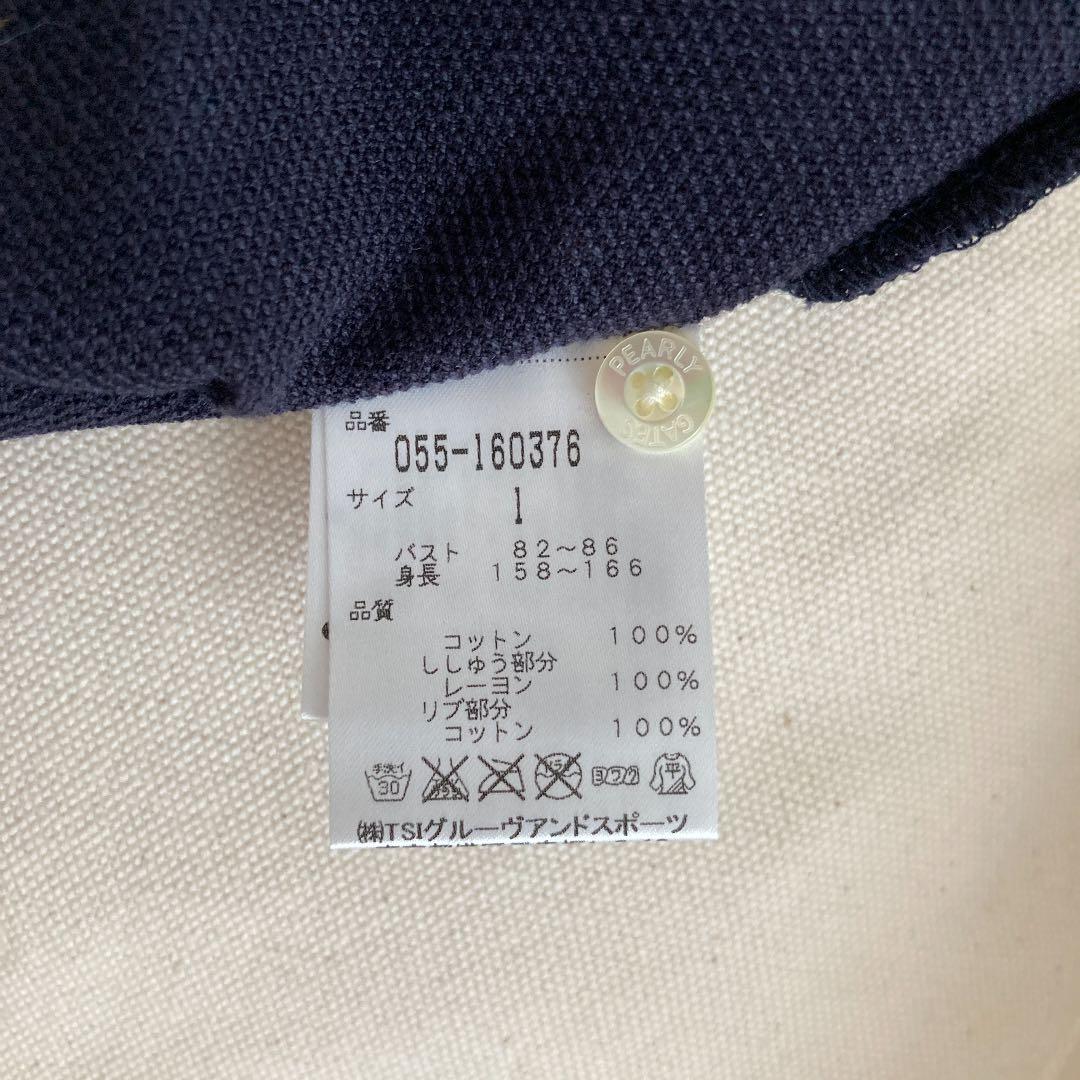 PEARLY
GATES
品番
055-160376
サイズ
1
バスト 82～86
身長 158～166
品質
コットン 100%
ししゅう部分
レーヨン 100%
リブ部分
コットン 100%
手洗イ
30
ヨワク
平
㈱TSIグルーヴアンドスポーツ